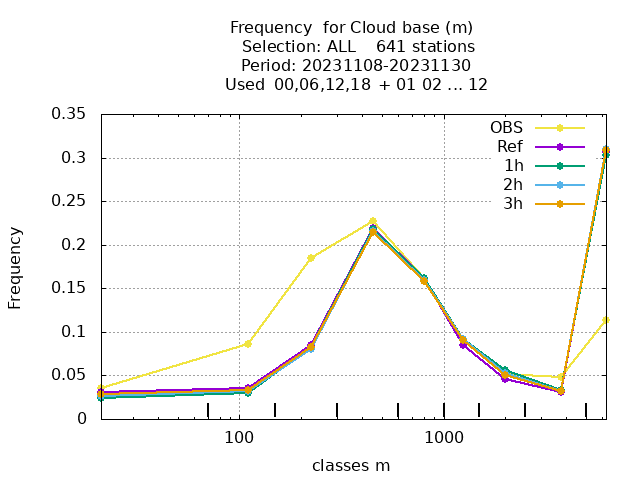 Frequency  for Cloud base (m)
Selection: ALL    641 stations
Period: 20231108-20231130
Used  00,06,12,18  + 01 02 ... 12
0.35
0.3
0.25
0.2
0.15
0.1
0.05
0
Frequency
OBS
Ref
1h
2h
3h
100
1000
classes m